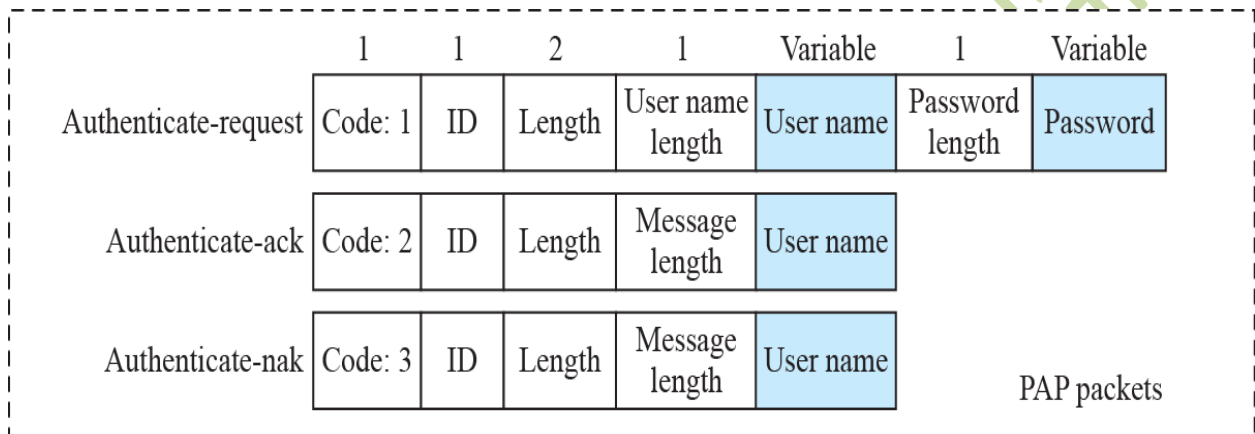 1 1 2 1 Variable 1 Variable
Authenticate-request Code: 1 ID Length User name length User name Password length Password
Authenticate-ack Code: 2 ID Length Message length User name
Authenticate-nak Code: 3 ID Length Message length User name
PAP packets